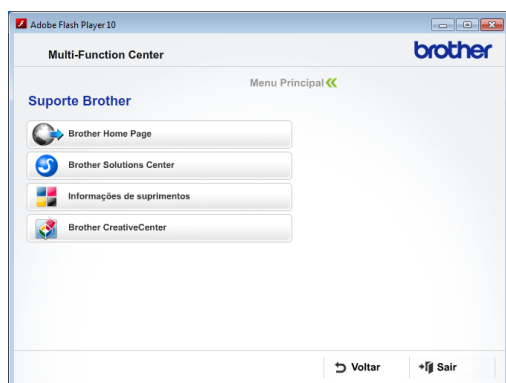 Adobe Flash Player 10
Multi-Function Center
brother
Menu Principal
Suporte Brother
Brother Home Page
Brother Solutions Center
Informações de suprimentos
Brother CreativeCenter
Voltar
Sair